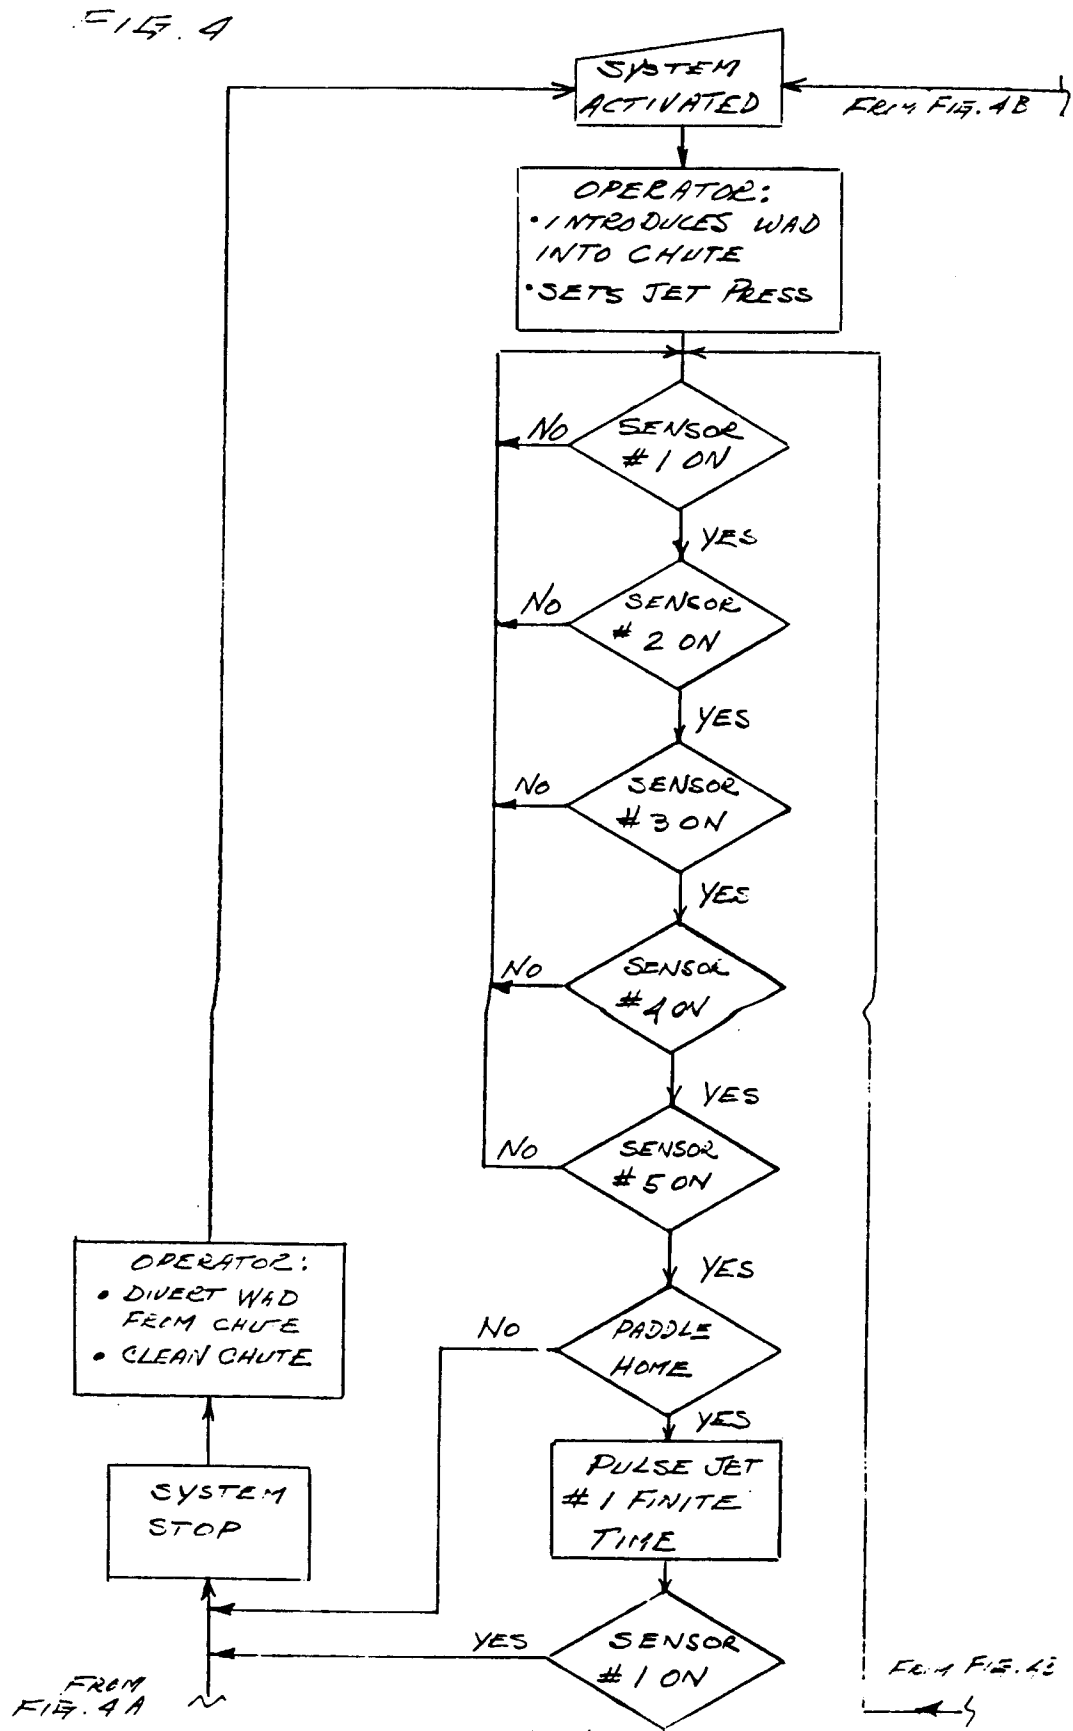 FIG. 4
SYSTEM
ACTIVATED
FROM FIG. 4B
OPERATOR:
• INTRODUCES WAD
INTO CHUTE
• SETS JET PRESS
NO
SENSOR
# 1 ON
YES
NO
SENSOR
# 2 ON
YES
NO
SENSOR
# 3 ON
YES
NO
SENSOR
# 4 ON
YES
NO
SENSOR
# 5 ON
YES
OPERATOR:
• DIVERT WAD
FROM CHUTE
• CLEAN CHUTE
NO
PADDLE
HOME
YES
SYSTEM
STOP
PULSE JET
# 1 FINITE
TIME
YES
SENSOR
# 1 ON
FROM
FIG. 4A
FROM FIG.